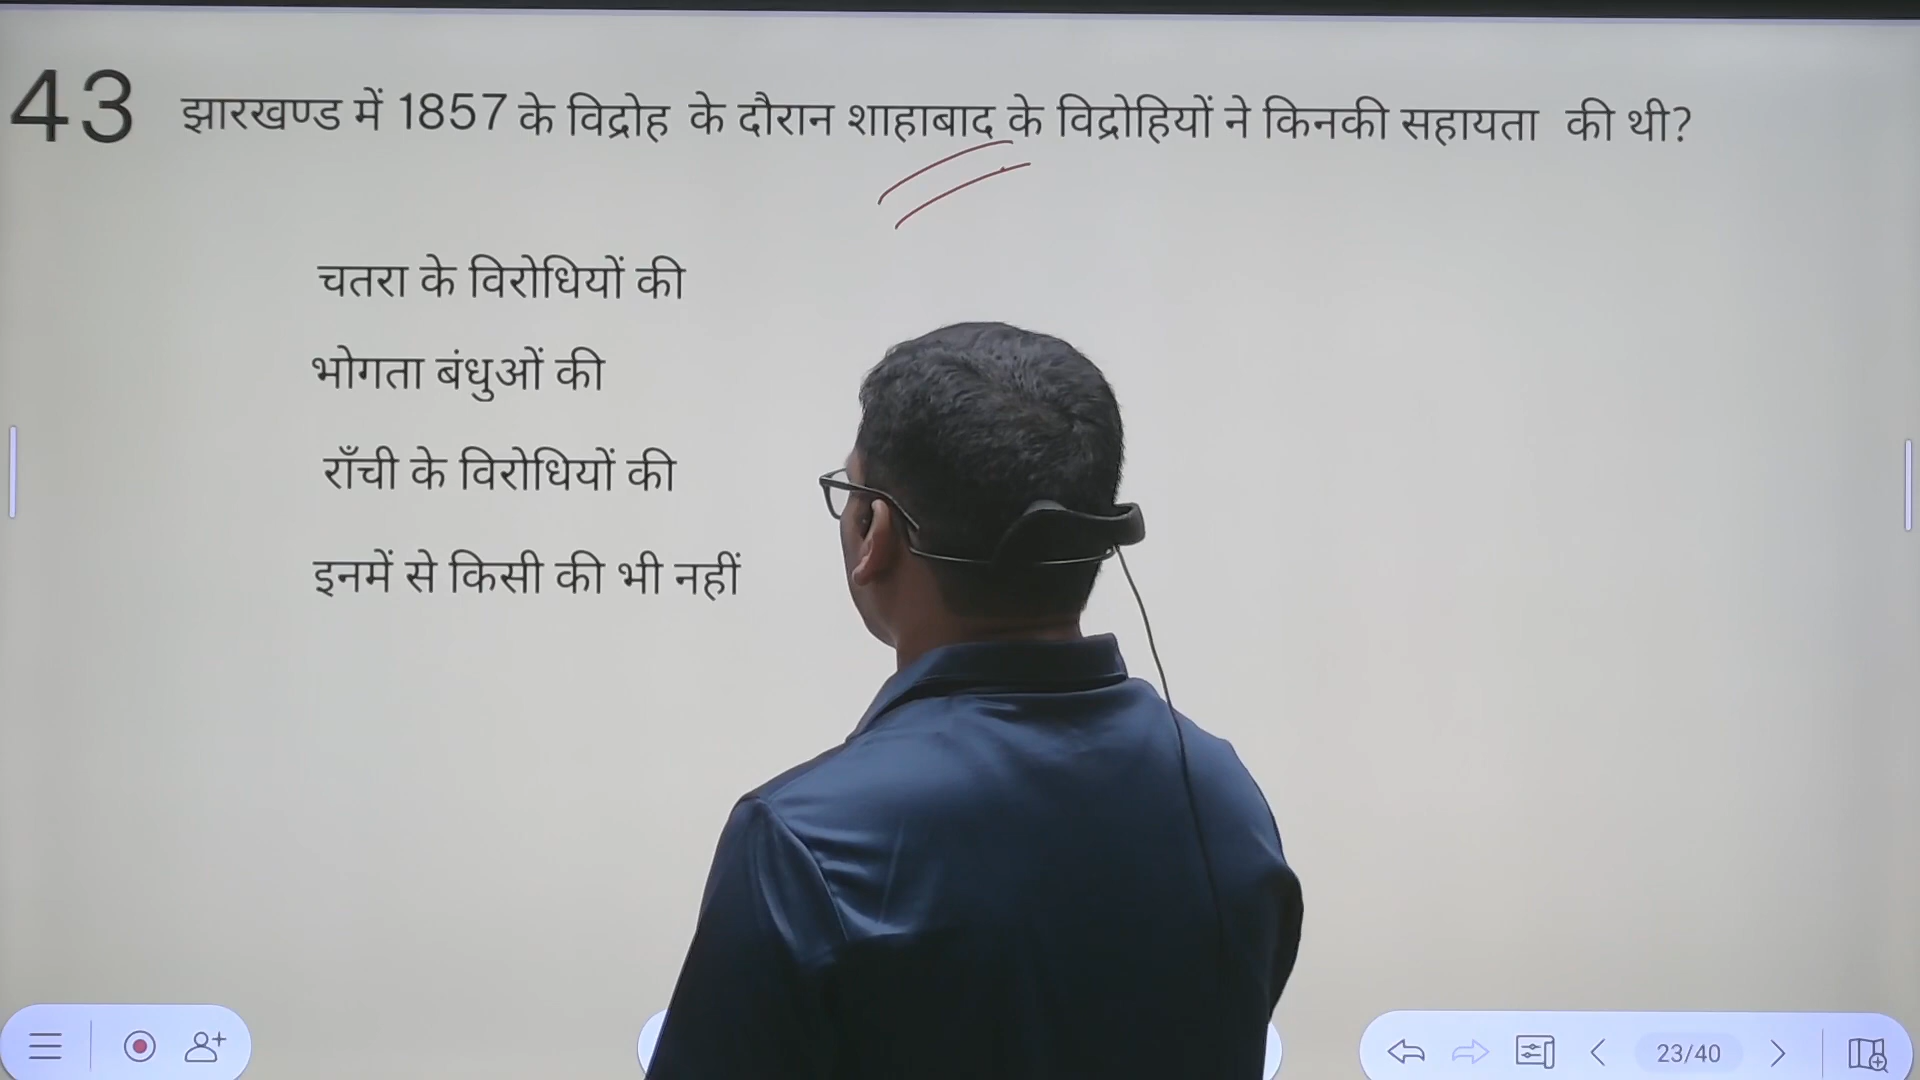 43 झारखण्ड में 1857 के विद्रोह के दौरान शाहाबाद के विद्रोहियों ने किनकी सहायता की थी?
चतरा के विरोधियों की
भोगता बंधुओं की
राँची के विरोधियों की
इनमें से किसी की भी नहीं
23/40